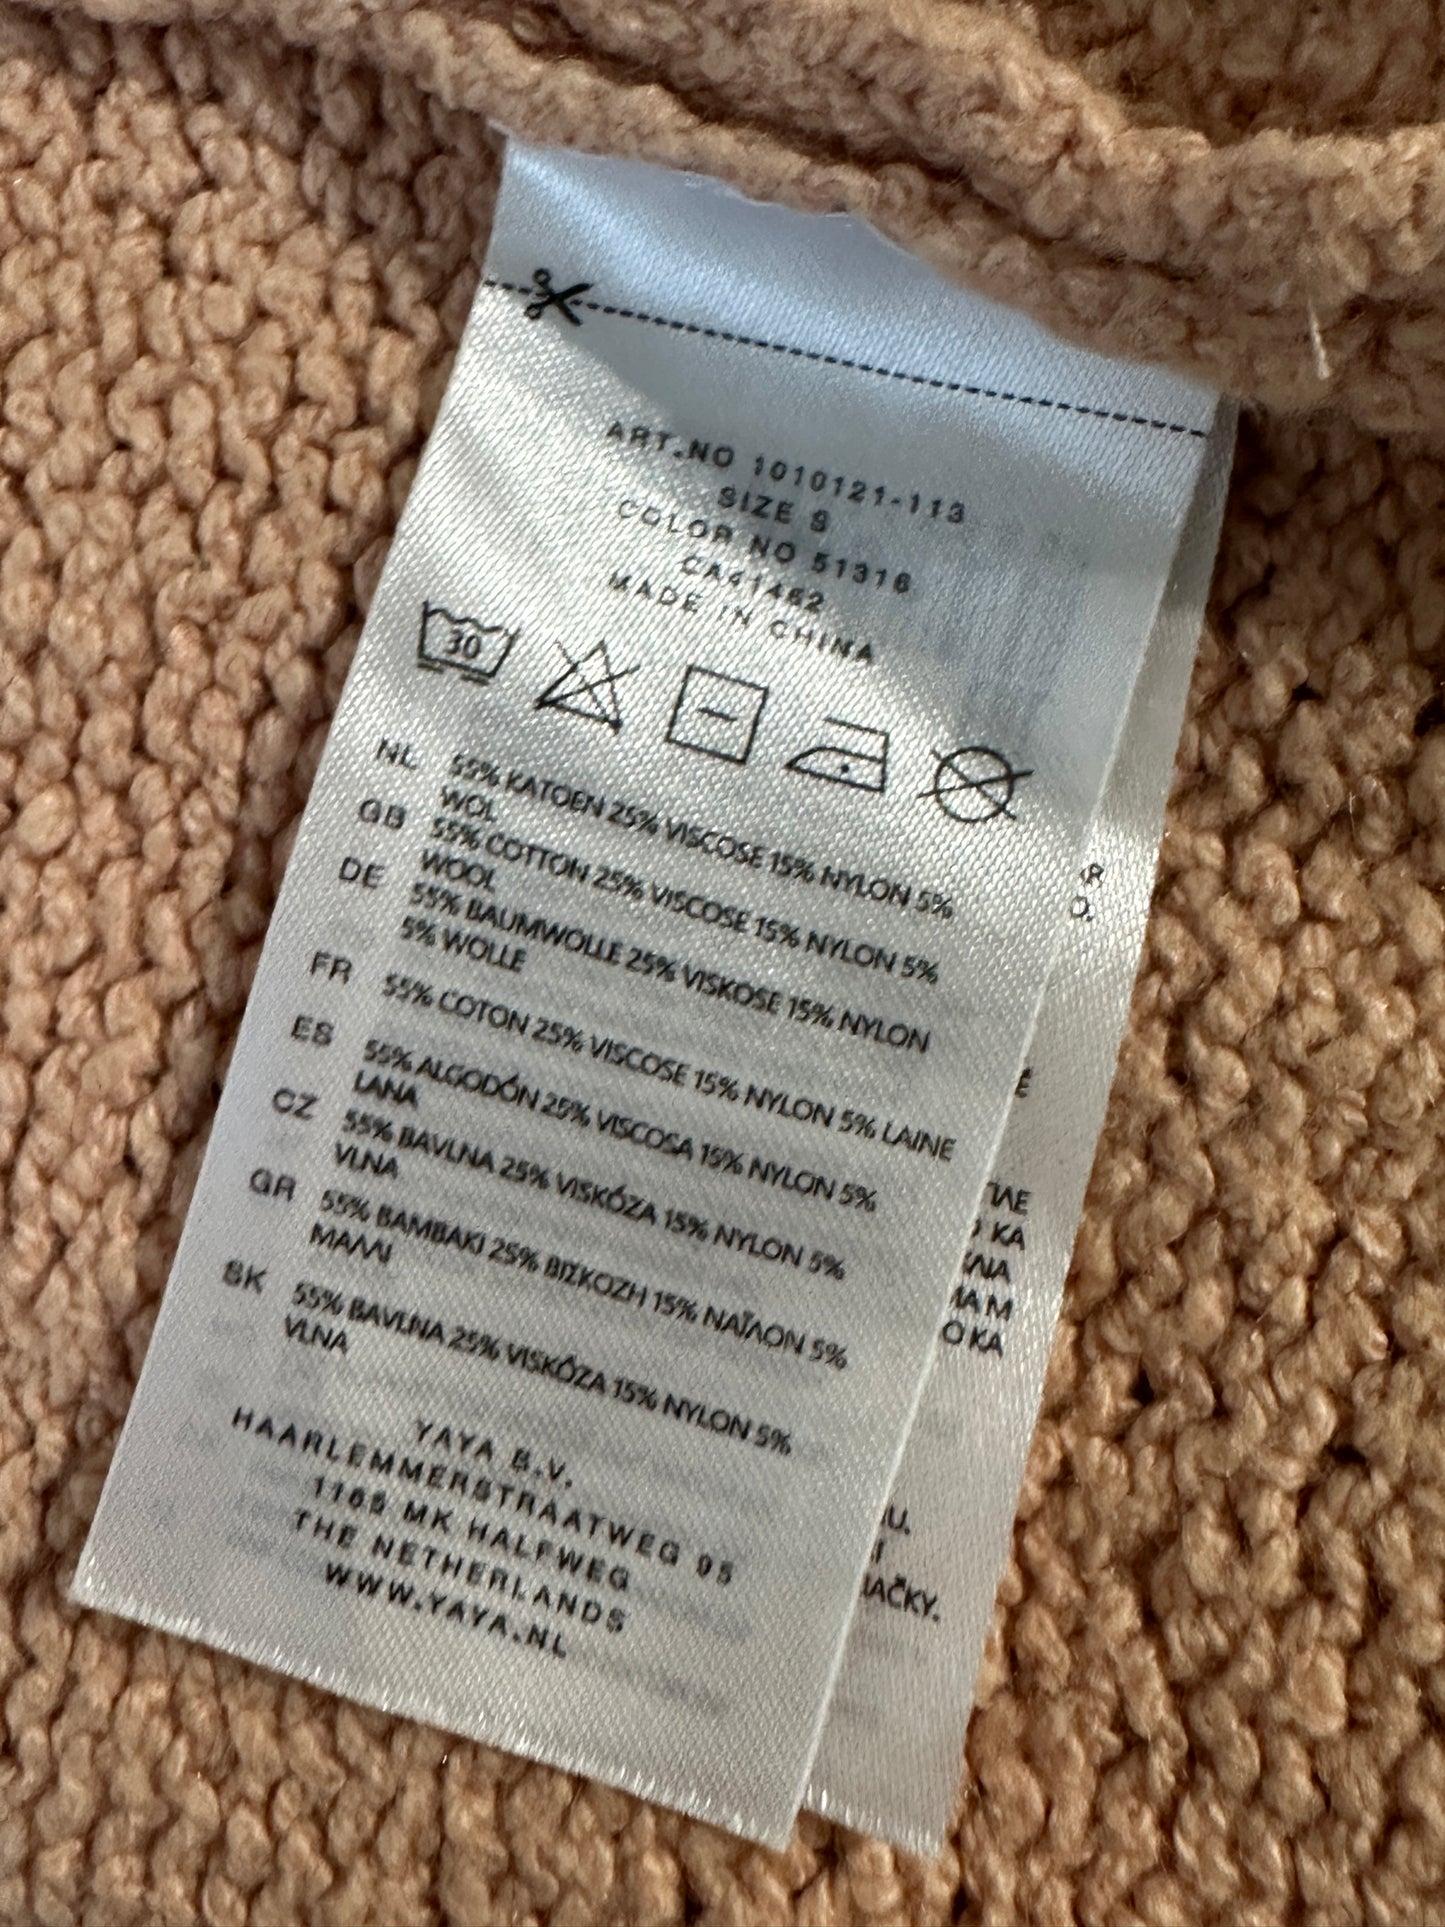 ART.NO 1010121-113
SIZE S
COLOR NO 51316
CA41462
MADE IN CHINA
30
NL 55% KATOEN 25% VISCOSE 15% NYLON 5%
WOL
GB 55% COTTON 25% VISCOSE 15% NYLON 5%
WOOL
DE 55% BAUMWOLLE 25% VISKOSE 15% NYLON
5% WOLLE
FR 55% COTON 25% VISCOSE 15% NYLON 5% LAINE
ES 55% ALGODÓN 25% VISCOSA 15% NYLON 5%
LANA
CZ 55% BAVLNA 25% VISKÓZA 15% NYLON 5%
VLNA
GR 55% ΒΑΜΒΑΚΙ 25% ΒΙΣΚΟΖΗ 15% ΝΑΪΛΟΝ 5%
ΜΑΛΛΙ
SK 55% BAVLNA 25% VISKÓZA 15% NYLON 5%
VLNA
YAYA B.V.
HAARLEMMERSTRAATWEG 95
1165 MK HALFWEG
THE NETHERLANDS
WWW.YAYA.NL